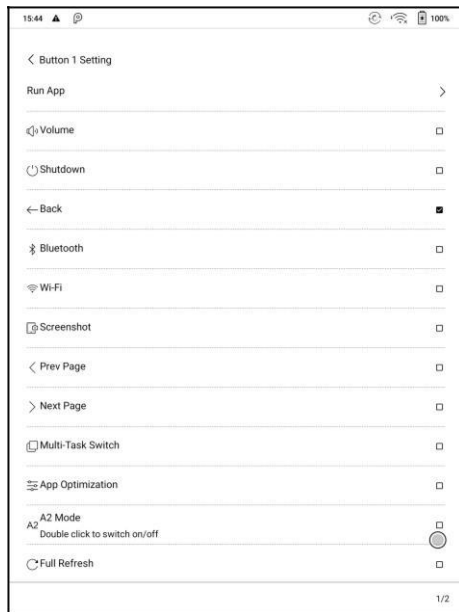 15:44 100%
Button 1 Setting
Run App
Volume
Shutdown
Back
Bluetooth
Wi-Fi
Screenshot
Prev Page
Next Page
Multi-Task Switch
App Optimization
A2 A2 Mode
Double click to switch on/off
Full Refresh
1/2